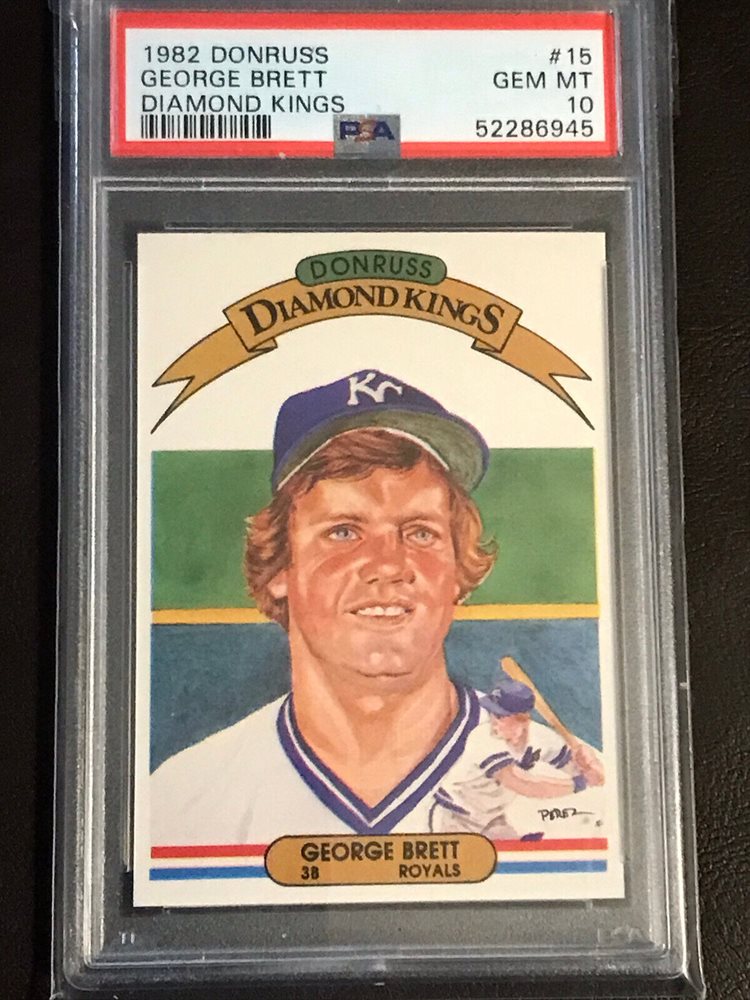 1982 DONRUSS #15
GEORGE BRETT GEM MT
DIAMOND KINGS 10
PSA 52286945
DONRUSS
DIAMOND KINGS
KC
PEREZ
GEORGE BRETT
3B ROYALS